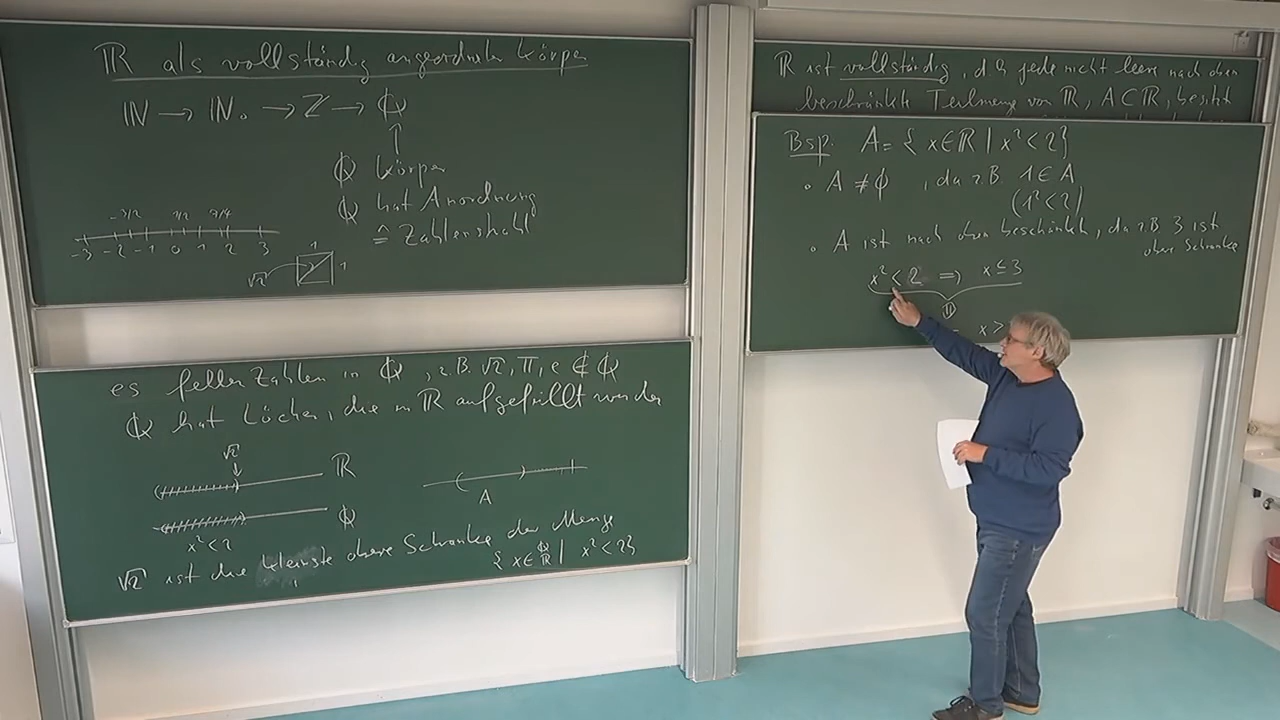 ℝ als vollständig angeordneter Körper
ℕ → ℕ₀ → ℤ → ℚ
↑
ℚ Körper
ℚ hat Anordnung
≙ Zahlenstrahl
-3/2 1/2 7/4
-3 -2 -1 0 1 2 3
√2 1 1
es fehlen Zahlen in ℚ, z.B. √2, π, e ∉ ℚ
ℚ hat Löcher, die in ℝ aufgefüllt werden
√2
↓
ℝ
A
ℚ
x² < 2
√2 ist die kleinste obere Schranke der Menge
{ x ∈ ℚ ℝ | x² < 2 }
ℝ ist vollständig, d.h. jede nicht leere nach oben
beschränkte Teilmenge von ℝ, A ⊂ ℝ, besitzt
Bsp. A = { x ∈ ℝ | x² < 2 }
• A ≠ ∅, da z.B. 1 ∈ A
(1² < 2)
• A ist nach oben beschränkt, da z.B. 3 ist
obere Schranke
x² < 2 ⇒ x ≤ 3
x >